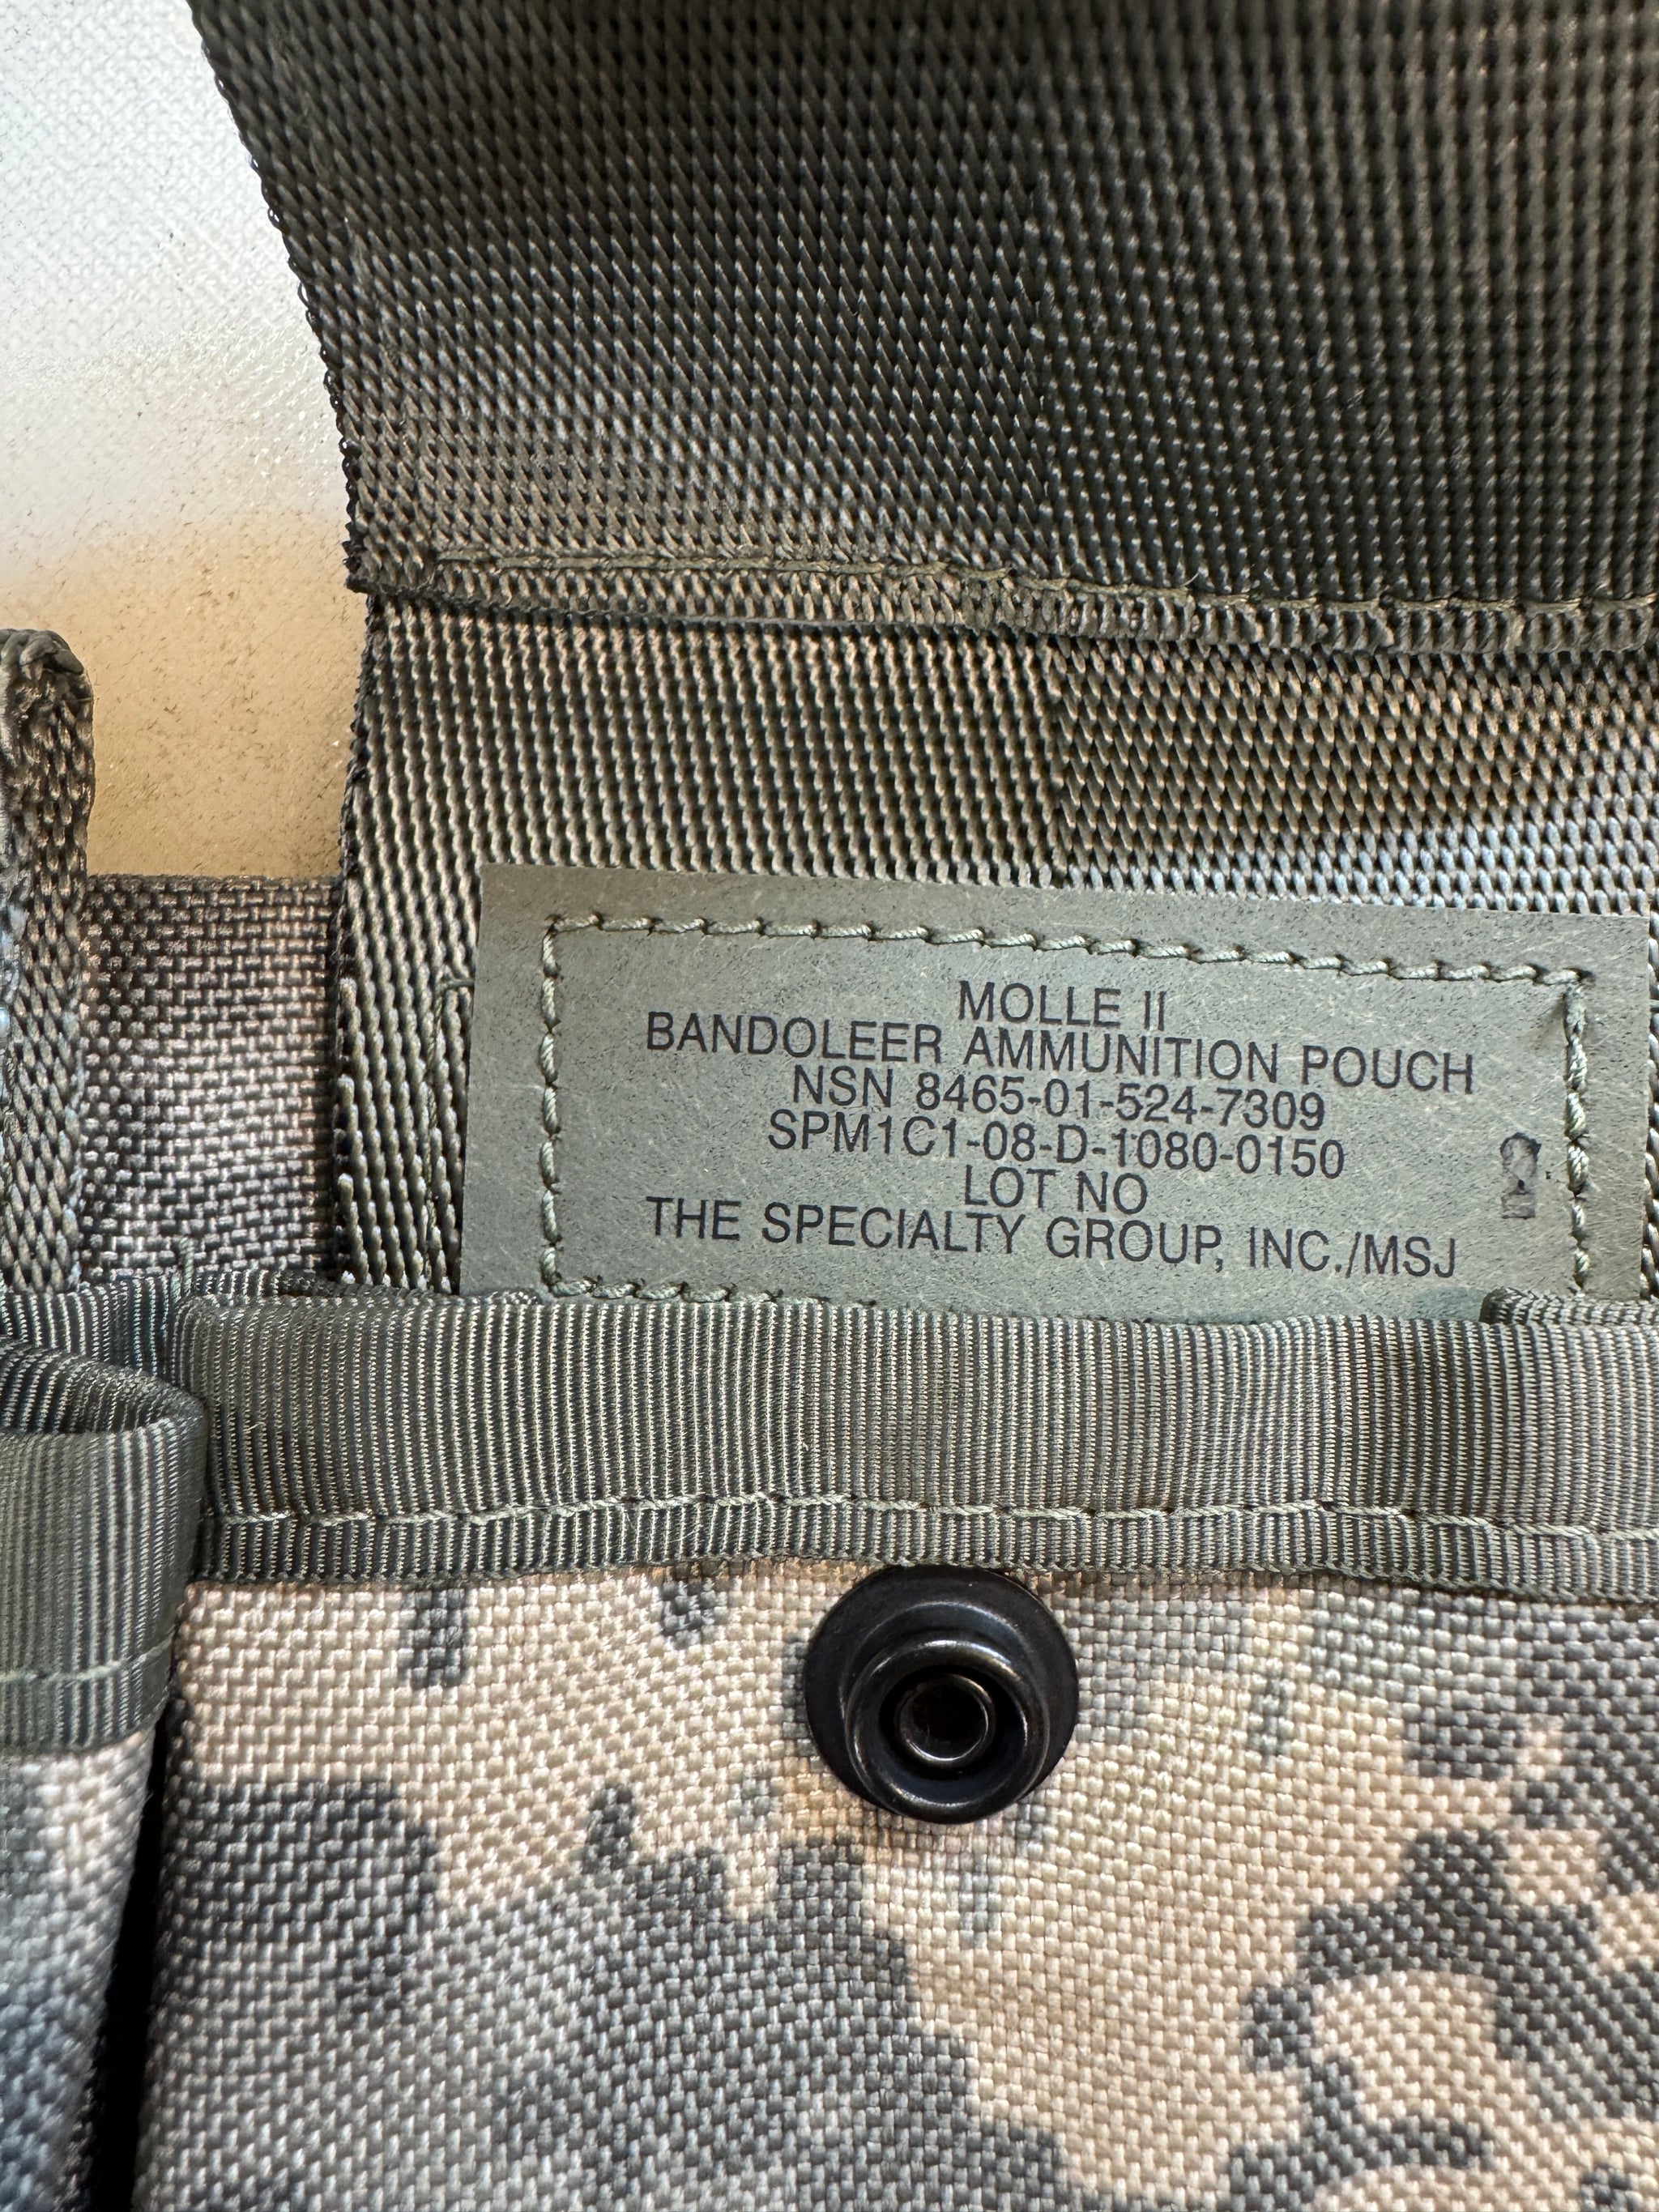 MOLLE II
BANDOLEER AMMUNITION POUCH
NSN 8465-01-524-7309
SPM1C1-08-D-1080-0150
LOT NO
THE SPECIALTY GROUP, INC./MSJ